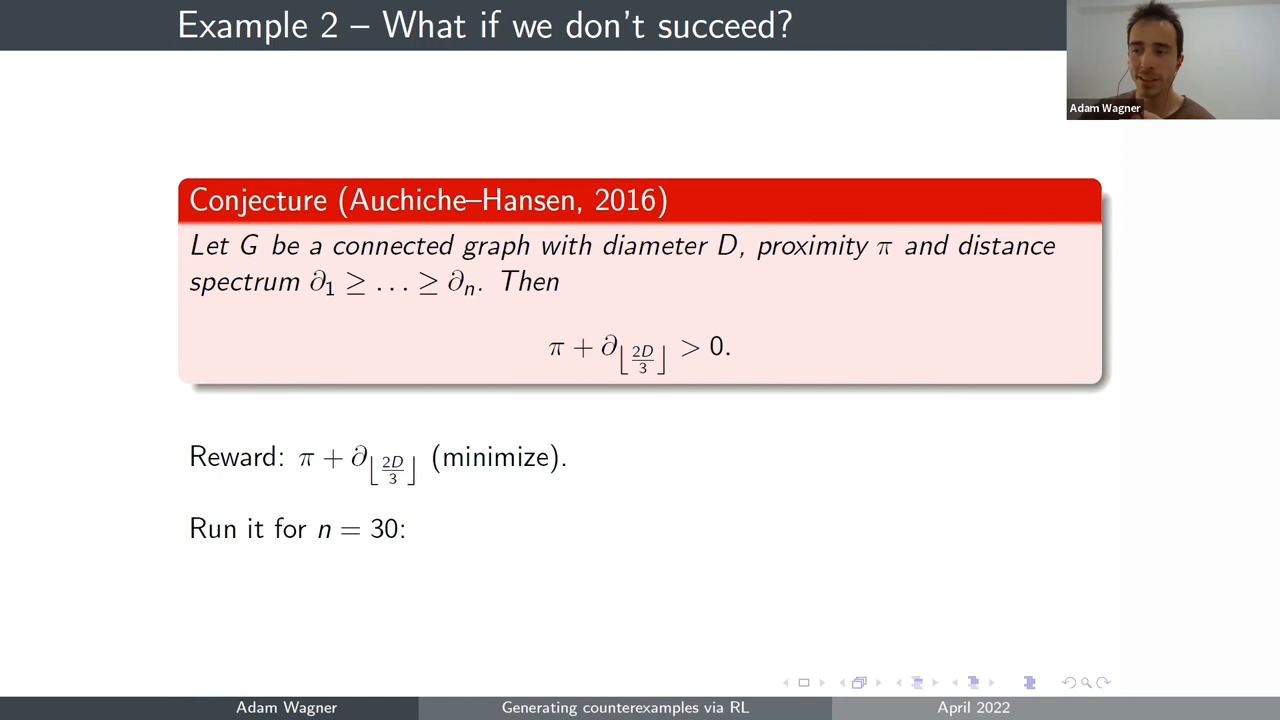 Example 2 – What if we don't succeed?
Adam Wagner
Conjecture (Auchiche–Hansen, 2016)
Let G be a connected graph with diameter D, proximity π and distance
spectrum ∂₁ ≥ … ≥ ∂ₙ. Then
π + ∂_⌊2D/3⌋ > 0.
Reward: π + ∂_⌊2D/3⌋ (minimize).
Run it for n = 30:
Adam Wagner
Generating counterexamples via RL
April 2022